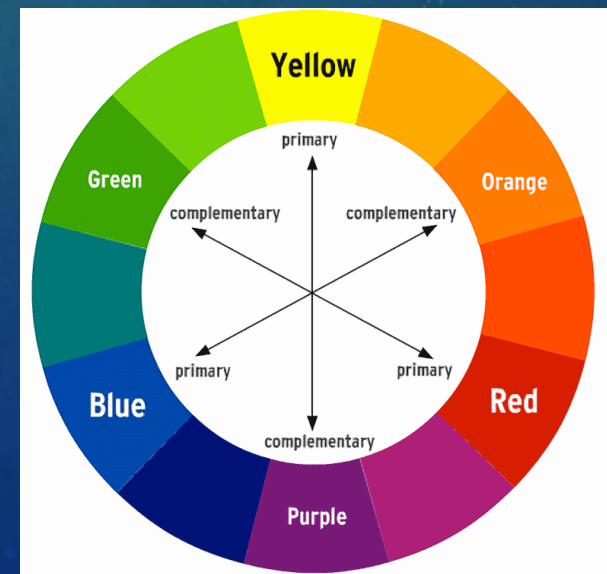 Yellow
primary
Green
Orange
complementary
complementary
primary
primary
Blue
Red
complementary
Purple